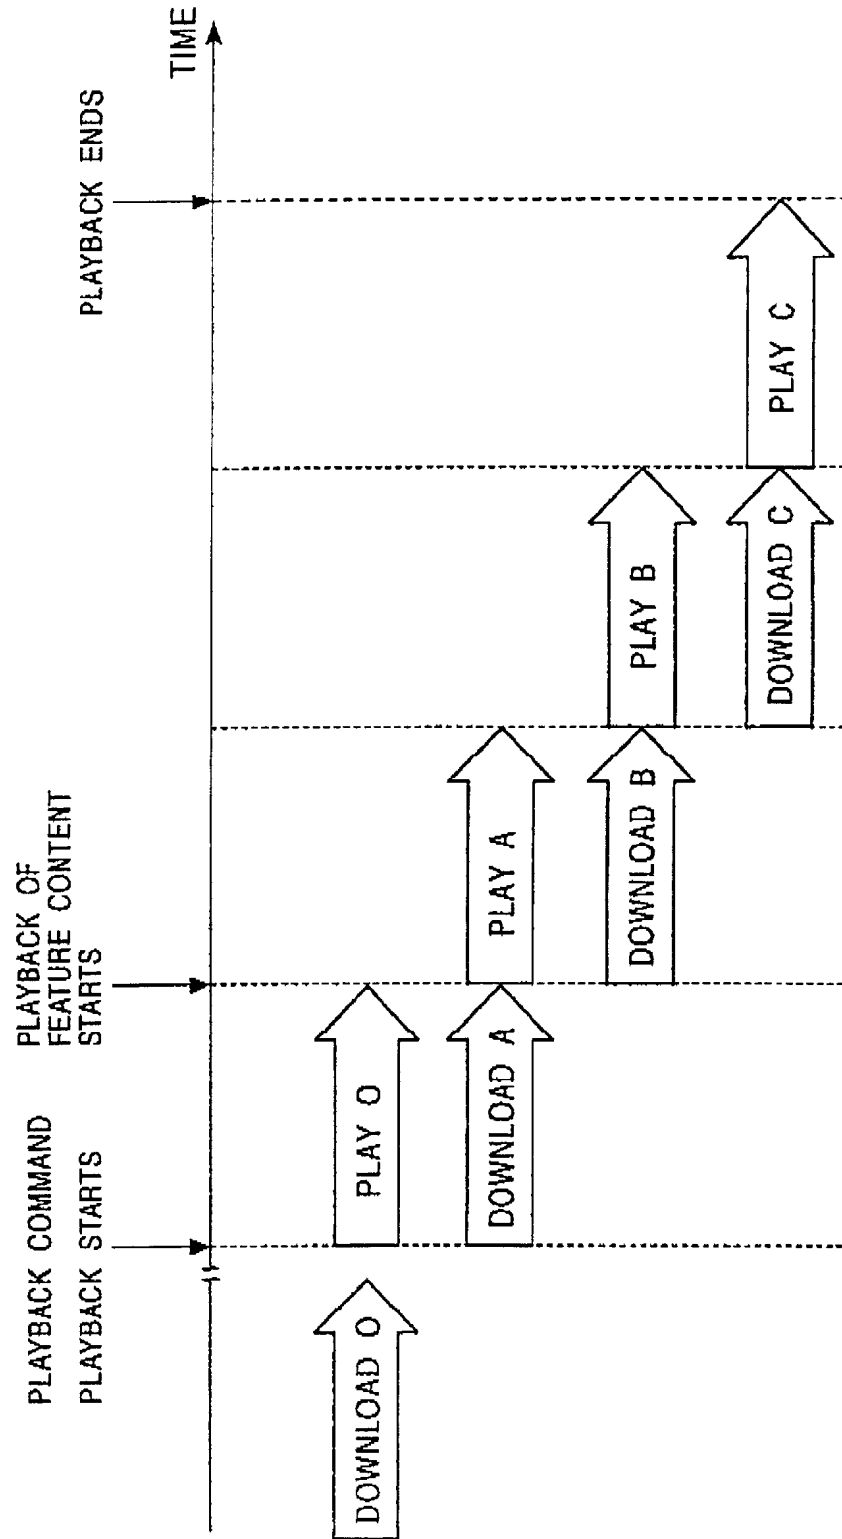 PLAYBACK COMMAND
PLAYBACK STARTS
PLAYBACK OF
FEATURE CONTENT
STARTS
PLAYBACK ENDS
TIME
DOWNLOAD O
PLAY O
DOWNLOAD A
PLAY A
DOWNLOAD B
PLAY B
DOWNLOAD C
PLAY C